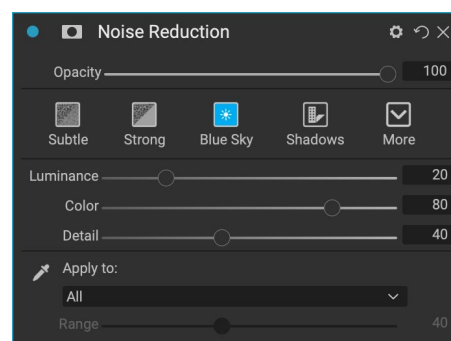 Noise Reduction
Opacity 100
Subtle Strong Blue Sky Shadows More
Luminance 20
Color 80
Detail 40
Apply to:
All
Range 40